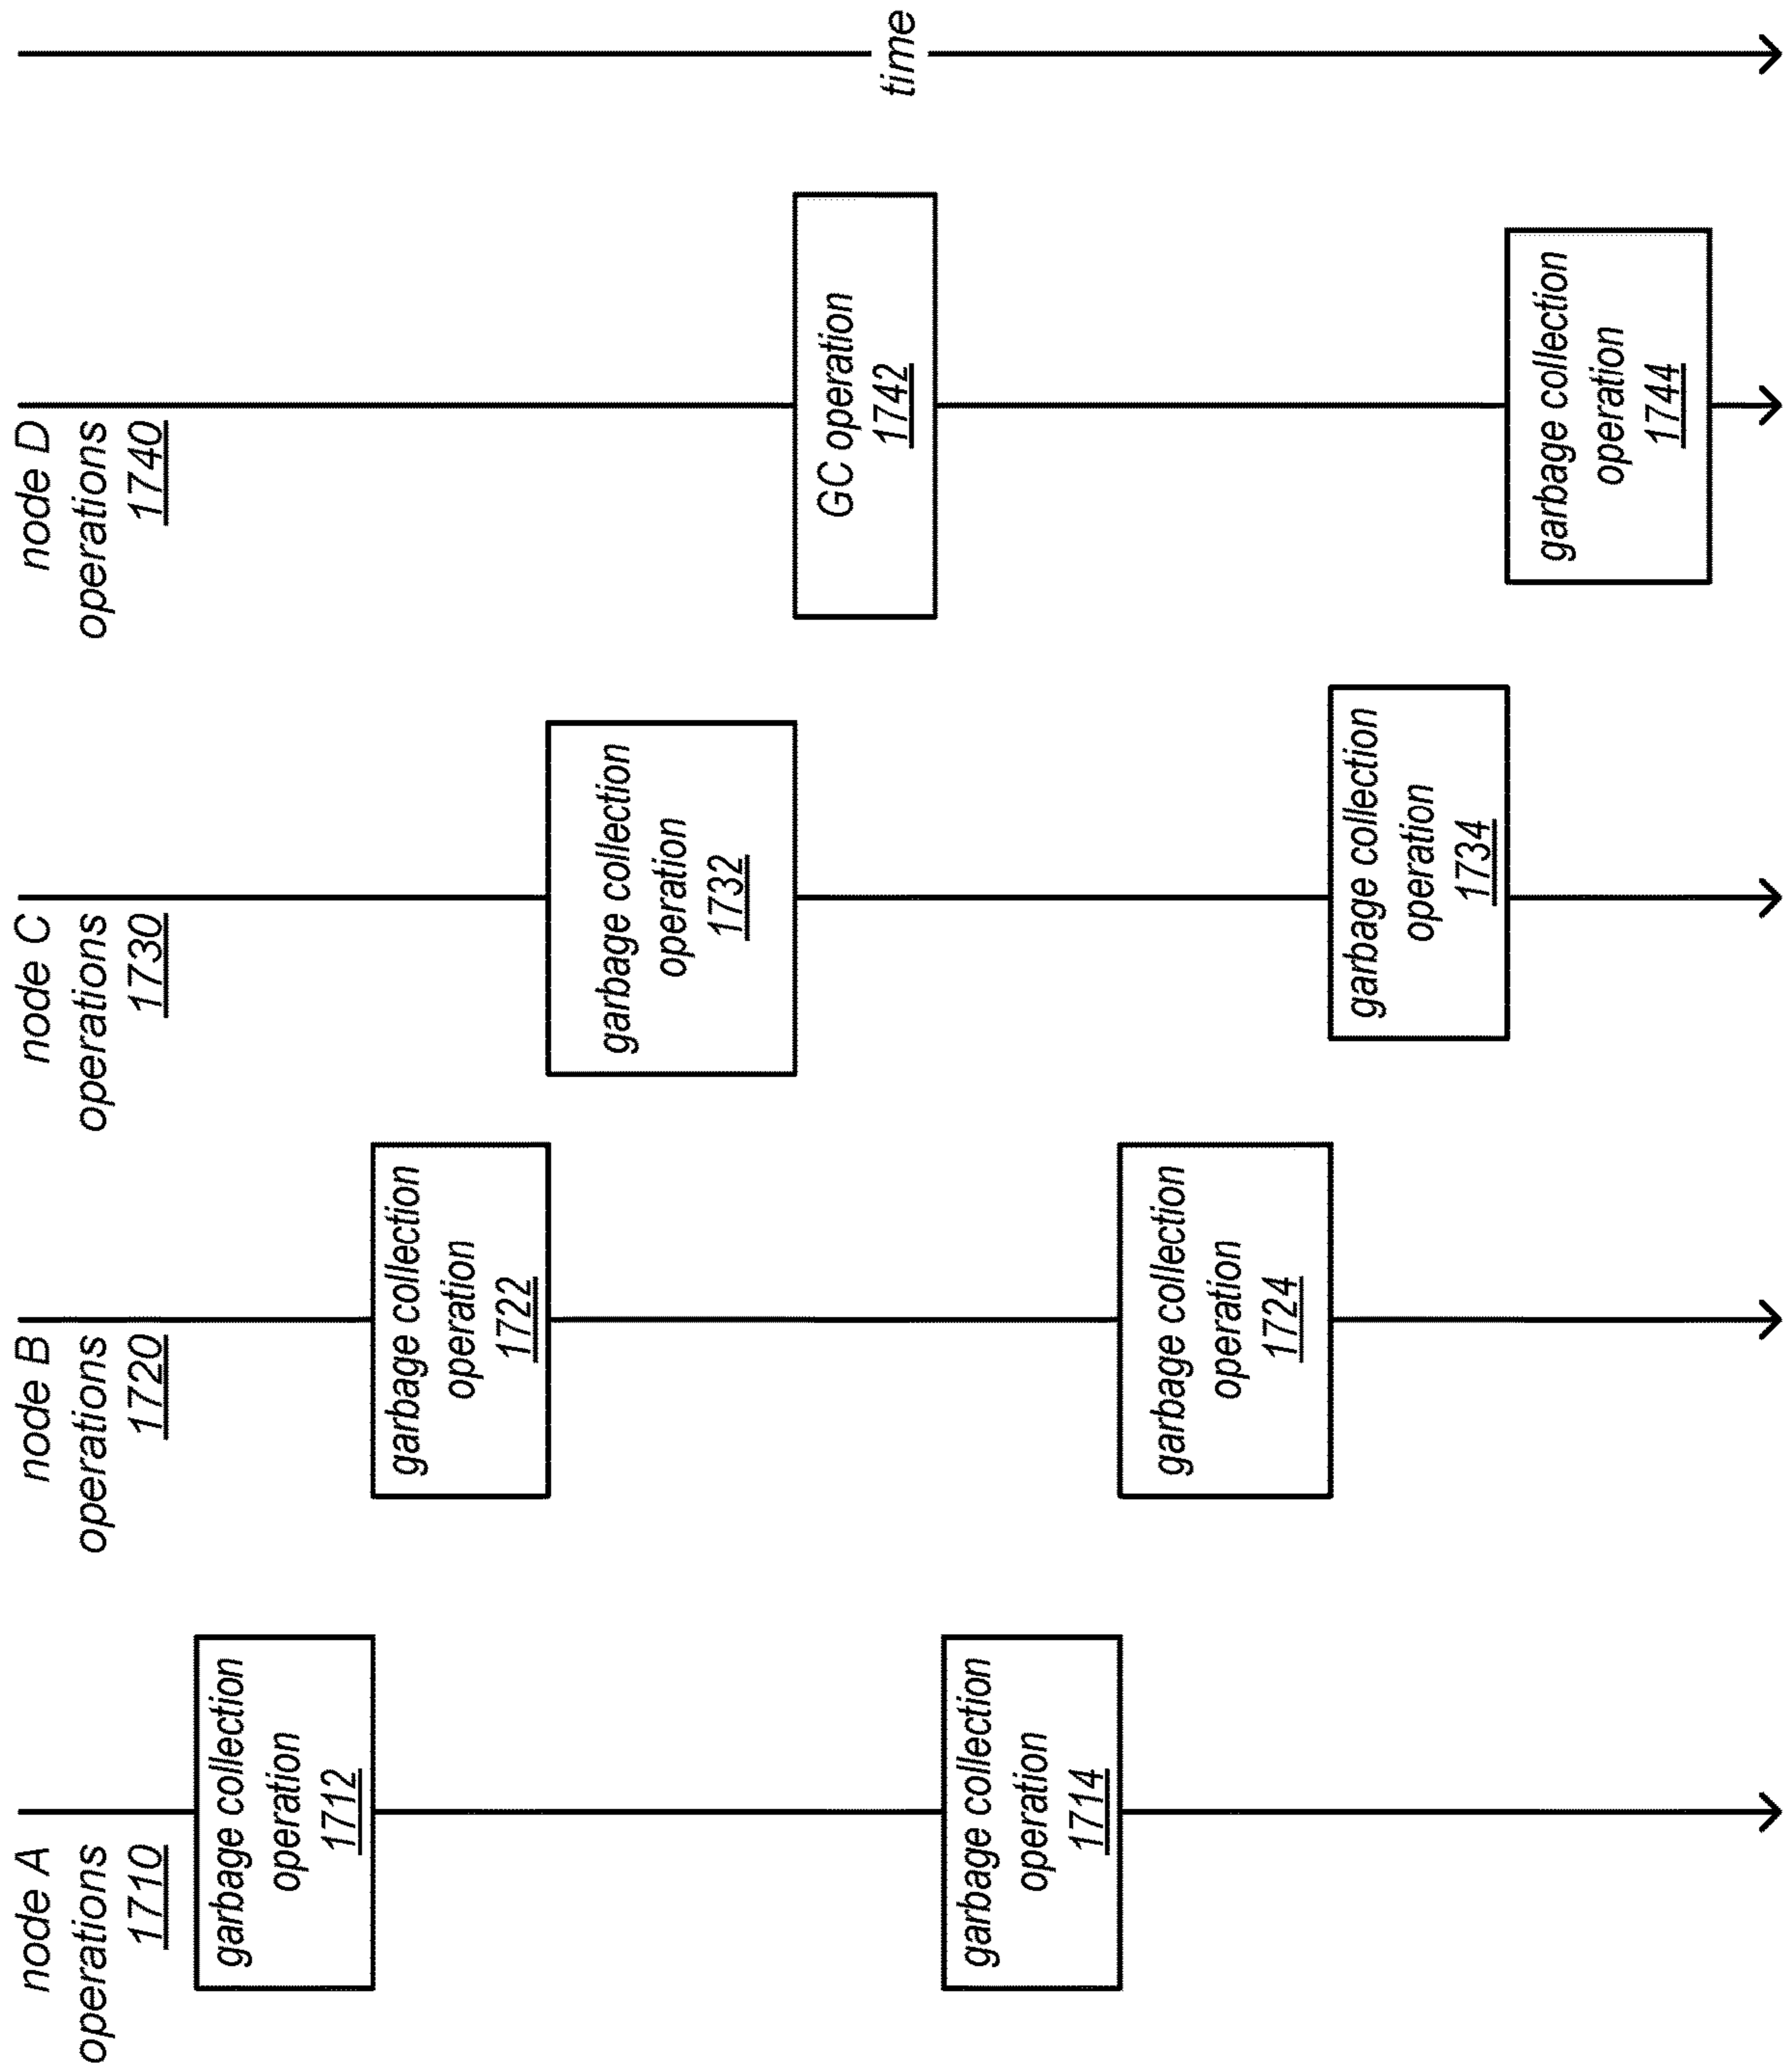 node A
operations
1710
garbage collection
operation
1712
garbage collection
operation
1714
node B
operations
1720
garbage collection
operation
1722
garbage collection
operation
1724
node C
operations
1730
garbage collection
operation
1732
garbage collection
operation
1734
node D
operations
1740
GC operation
1742
garbage collection
operation
1744
time